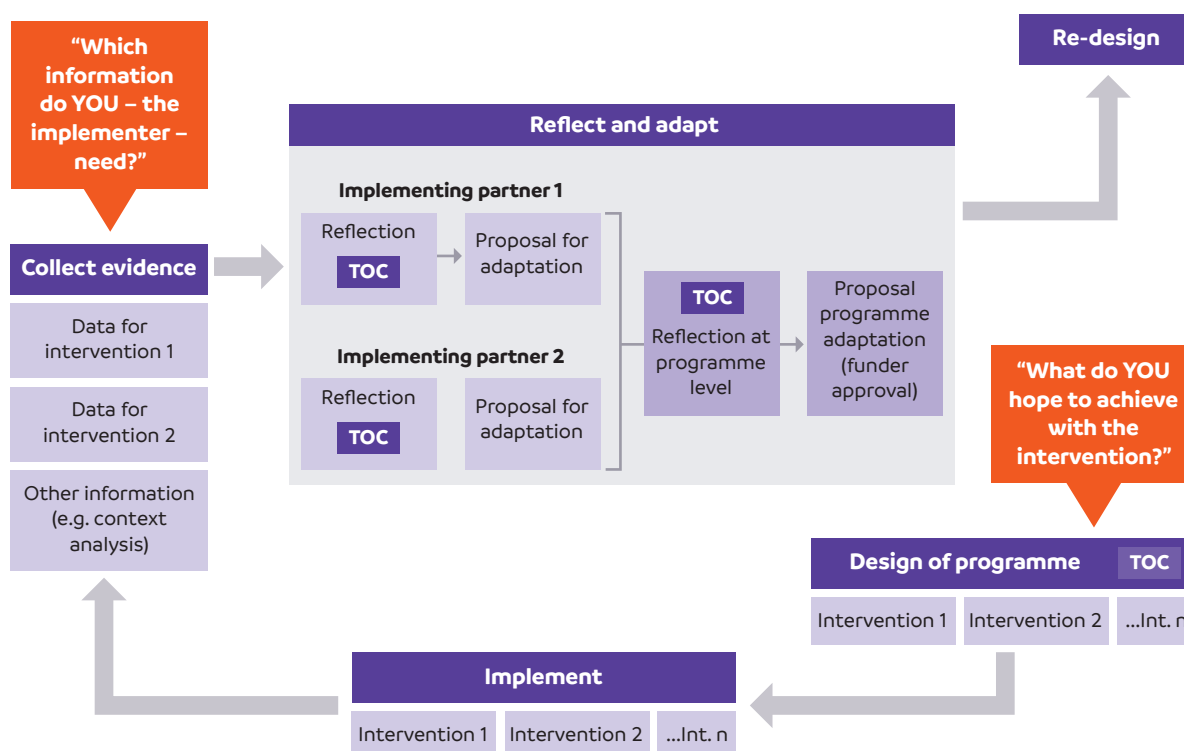 “Which
information
do YOU – the
implementer –
need?”
Collect evidence
Data for
intervention 1
Data for
intervention 2
Other information
(e.g. context
analysis)
Reflect and adapt
Implementing partner 1
Reflection
TOC
Proposal for
adaptation
Implementing partner 2
Reflection
TOC
Proposal for
adaptation
TOC
Reflection at
programme
level
Proposal
programme
adaptation
(funder
approval)
Re-design
“What do YOU
hope to achieve
with the
intervention?”
Design of programme TOC
Intervention 1 Intervention 2 ...Int. n
Implement
Intervention 1 Intervention 2 ...Int. n